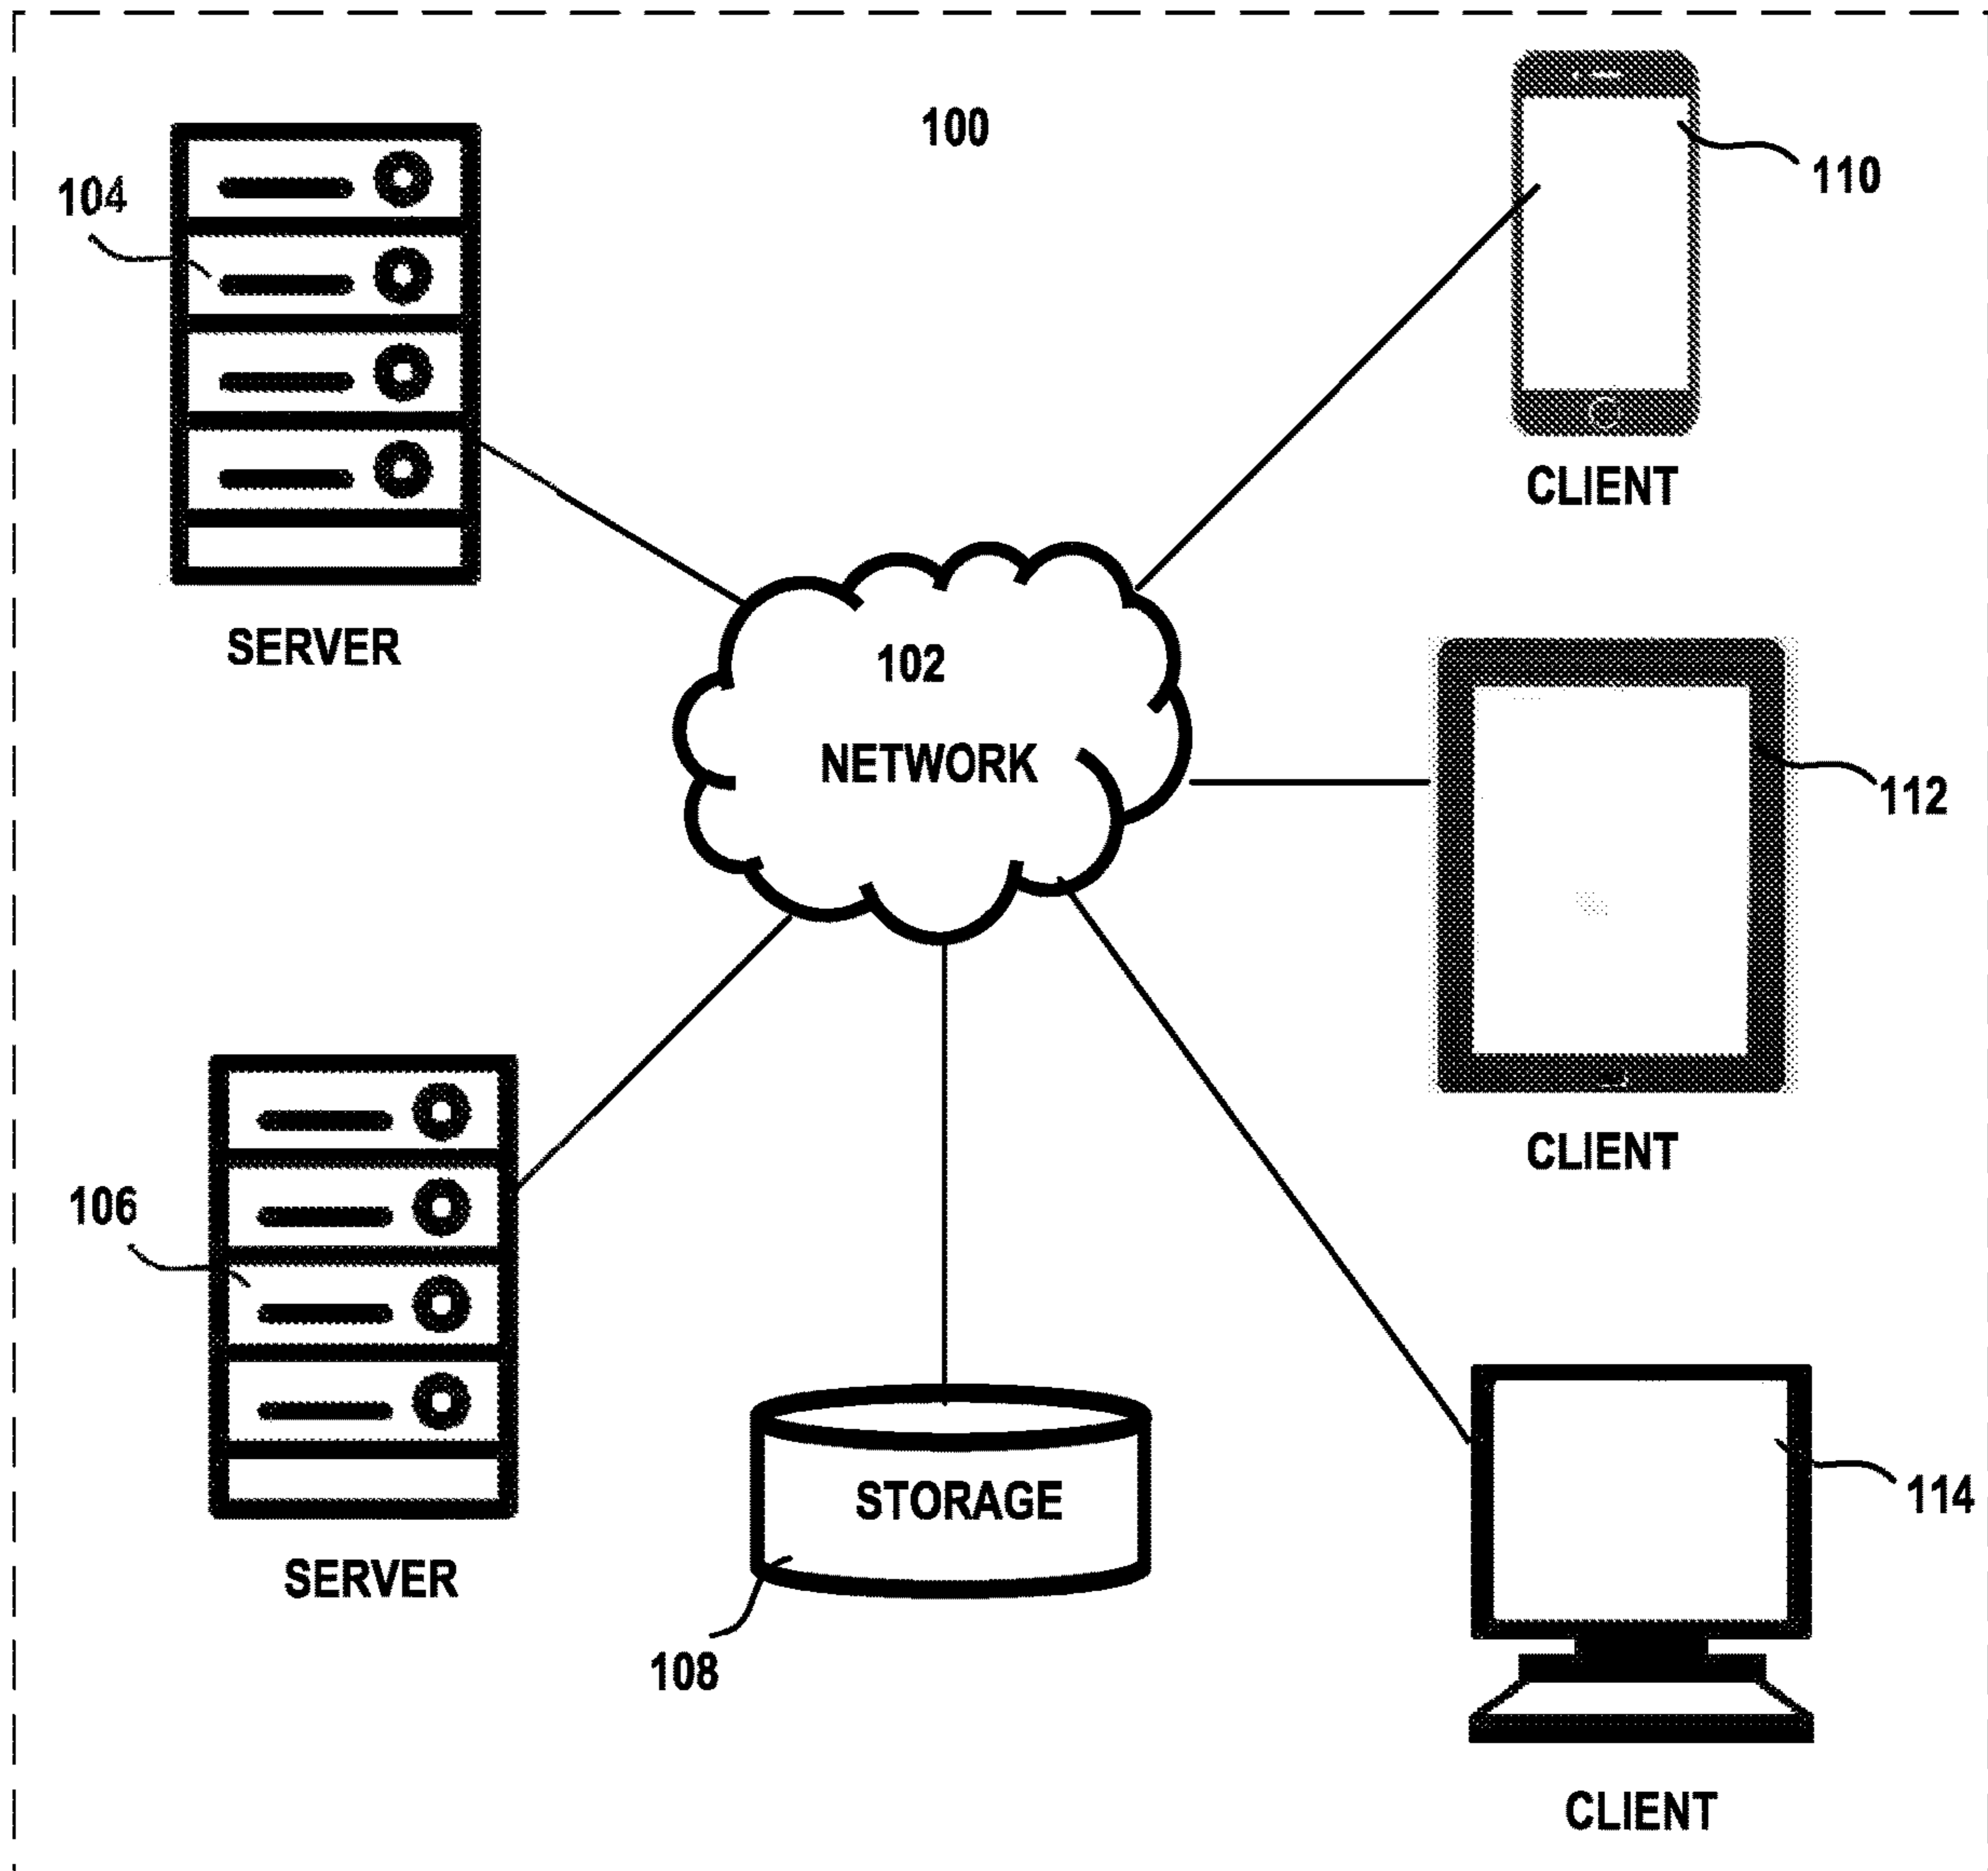 100
104
110
SERVER
CLIENT
102
NETWORK
112
CLIENT
106
STORAGE
114
SERVER
108
CLIENT